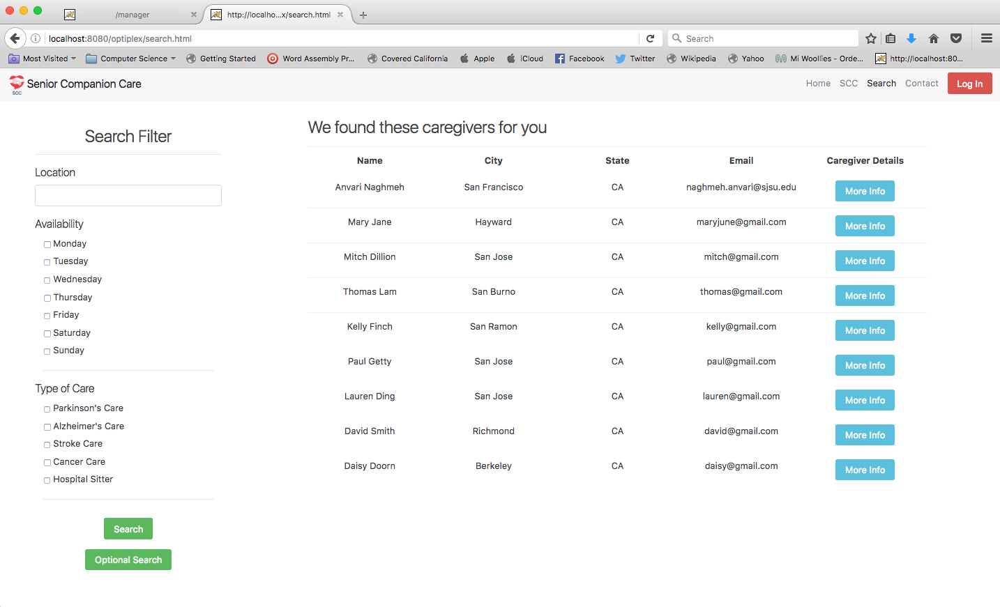 /manager
http://localho...x/search.html
localhost:8080/optiplex/search.html
Search
Most Visited
Computer Science
Getting Started
Word Assembly Pr...
Covered California
Apple
iCloud
Facebook
Twitter
Wikipedia
Yahoo
Mi Woollies - Orde...
http://localhost:80...
SCC
Senior Companion Care
Home SCC Search Contact Log In
Search Filter
Location
Availability
Monday
Tuesday
Wednesday
Thursday
Friday
Saturday
Sunday
Type of Care
Parkinson's Care
Alzheimer's Care
Stroke Care
Cancer Care
Hospital Sitter
Search
Optional Search
We found these caregivers for you
Name City State Email Caregiver Details
Anvari Naghmeh San Francisco CA naghmeh.anvari@sjsu.edu More Info
Mary Jane Hayward CA maryjune@gmail.com More Info
Mitch Dillion San Jose CA mitch@gmail.com More Info
Thomas Lam San Burno CA thomas@gmail.com More Info
Kelly Finch San Ramon CA kelly@gmail.com More Info
Paul Getty San Jose CA paul@gmail.com More Info
Lauren Ding San Jose CA lauren@gmail.com More Info
David Smith Richmond CA david@gmail.com More Info
Daisy Doorn Berkeley CA daisy@gmail.com More Info